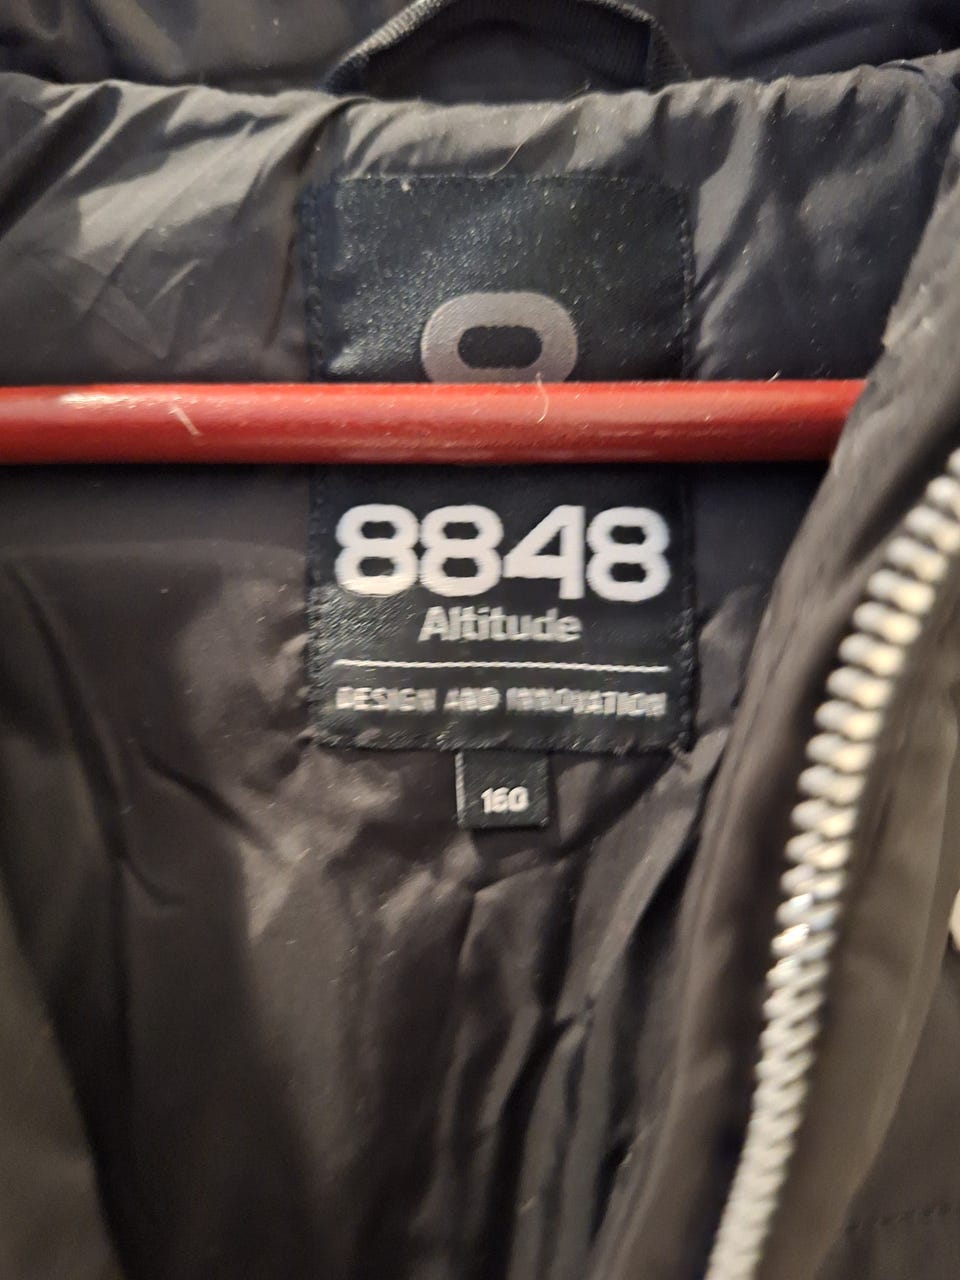 8848
Altitude
DESIGN AND INNOVATION
160